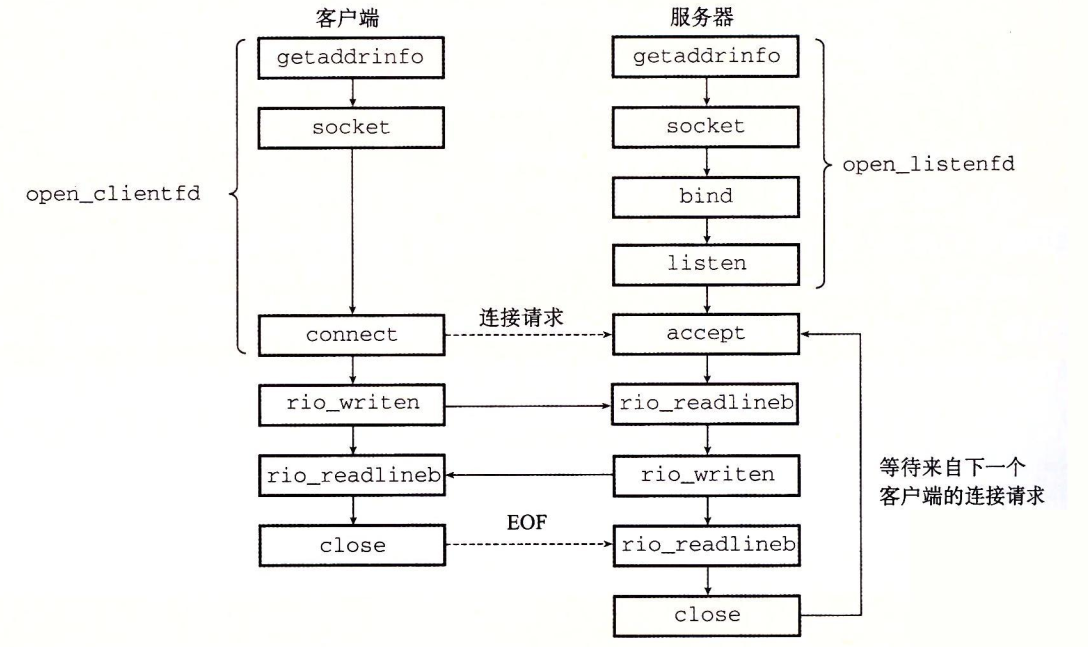 客户端
服务器
getaddrinfo
getaddrinfo
socket
socket
open_clientfd
bind
open_listenfd
listen
connect
连接请求
accept
rio_writen
rio_readlineb
rio_readlineb
rio_writen
等待来自下一个
客户端的连接请求
close
EOF
rio_readlineb
close